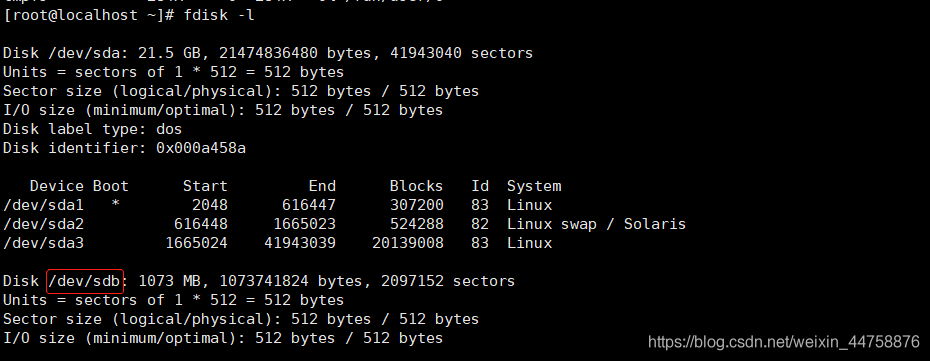 [root@localhost ~]# fdisk -l
Disk /dev/sda: 21.5 GB, 21474836480 bytes, 41943040 sectors
Units = sectors of 1 * 512 = 512 bytes
Sector size (logical/physical): 512 bytes / 512 bytes
I/O size (minimum/optimal): 512 bytes / 512 bytes
Disk label type: dos
Disk identifier: 0x000a458a
Device Boot Start End Blocks Id System
/dev/sda1 * 2048 616447 307200 83 Linux
/dev/sda2 616448 1665023 524288 82 Linux swap / Solaris
/dev/sda3 1665024 41943039 20139008 83 Linux
Disk /dev/sdb: 1073 MB, 1073741824 bytes, 2097152 sectors
Units = sectors of 1 * 512 = 512 bytes
Sector size (logical/physical): 512 bytes / 512 bytes
I/O size (minimum/optimal): 512 bytes / 512 bytes
https://blog.csdn.net/weixin_44758876